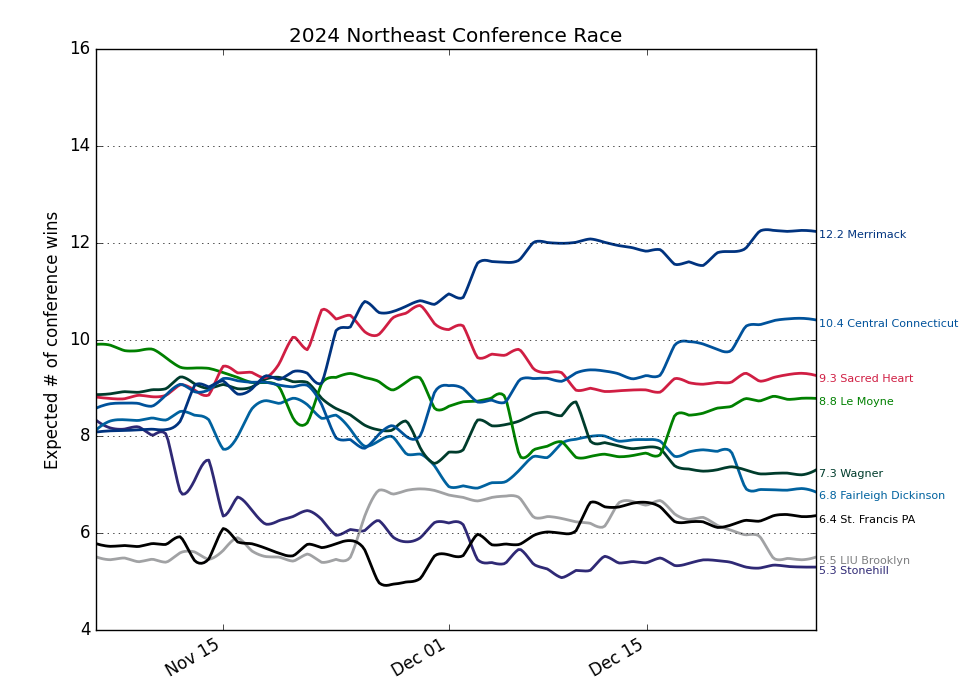 2024 Northeast Conference Race
Expected # of conference wins
16
14
12
10
8
6
4
Nov 15
Dec 01
Dec 15
12.2 Merrimack
10.4 Central Connecticut
9.3 Sacred Heart
8.8 Le Moyne
7.3 Wagner
6.8 Fairleigh Dickinson
6.4 St. Francis PA
5.5 LIU Brooklyn
5.3 Stonehill